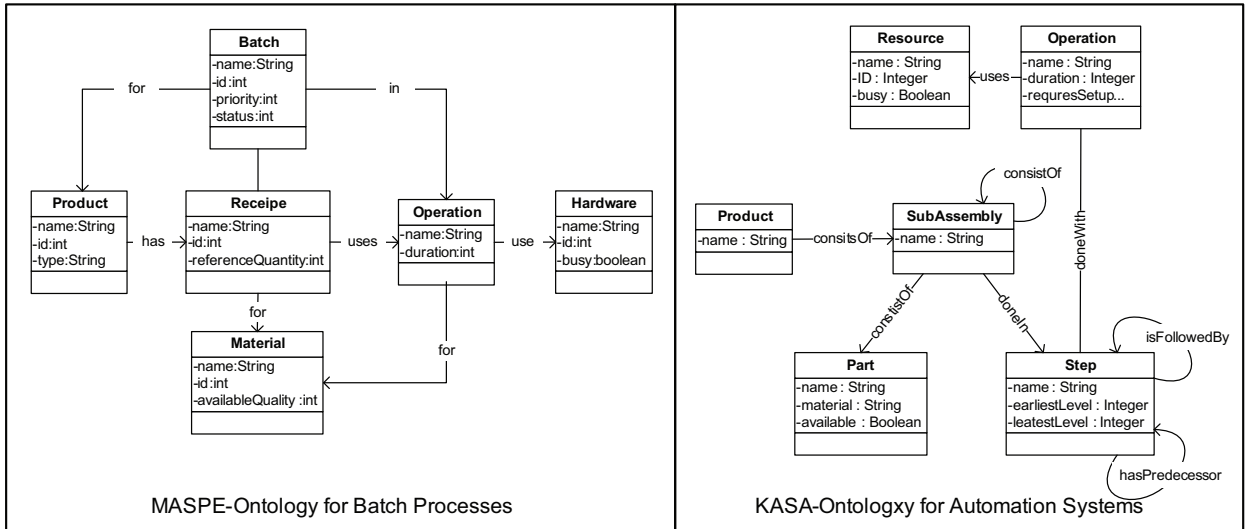 Batch
-name:String
-id:int
-priority:int
-status:int
for
in
Product
-name:String
-id:int
-type:String
has
Receipe
-name:String
-id:int
-referenceQuantity:int
uses
Operation
-name:String
-duration:int
use
Hardware
-name:String
-id:int
-busy:boolean
for
for
Material
-name:String
-id:int
-availableQuality :int
MASPE-Ontology for Batch Processes
Resource
-name : String
-ID : Integer
-busy : Boolean
uses
Operation
-name : String
-duration : Integer
-requresSetup...
consistOf
Product
-name : String
consitsOf
SubAssembly
-name : String
doneWith
constistOf
doneIn
isFollowedBy
Part
-name : String
-material : String
-available : Boolean
Step
-name : String
-earliestLevel : Integer
-leatestLevel : Integer
hasPredecessor
KASA-Ontologxy for Automation Systems